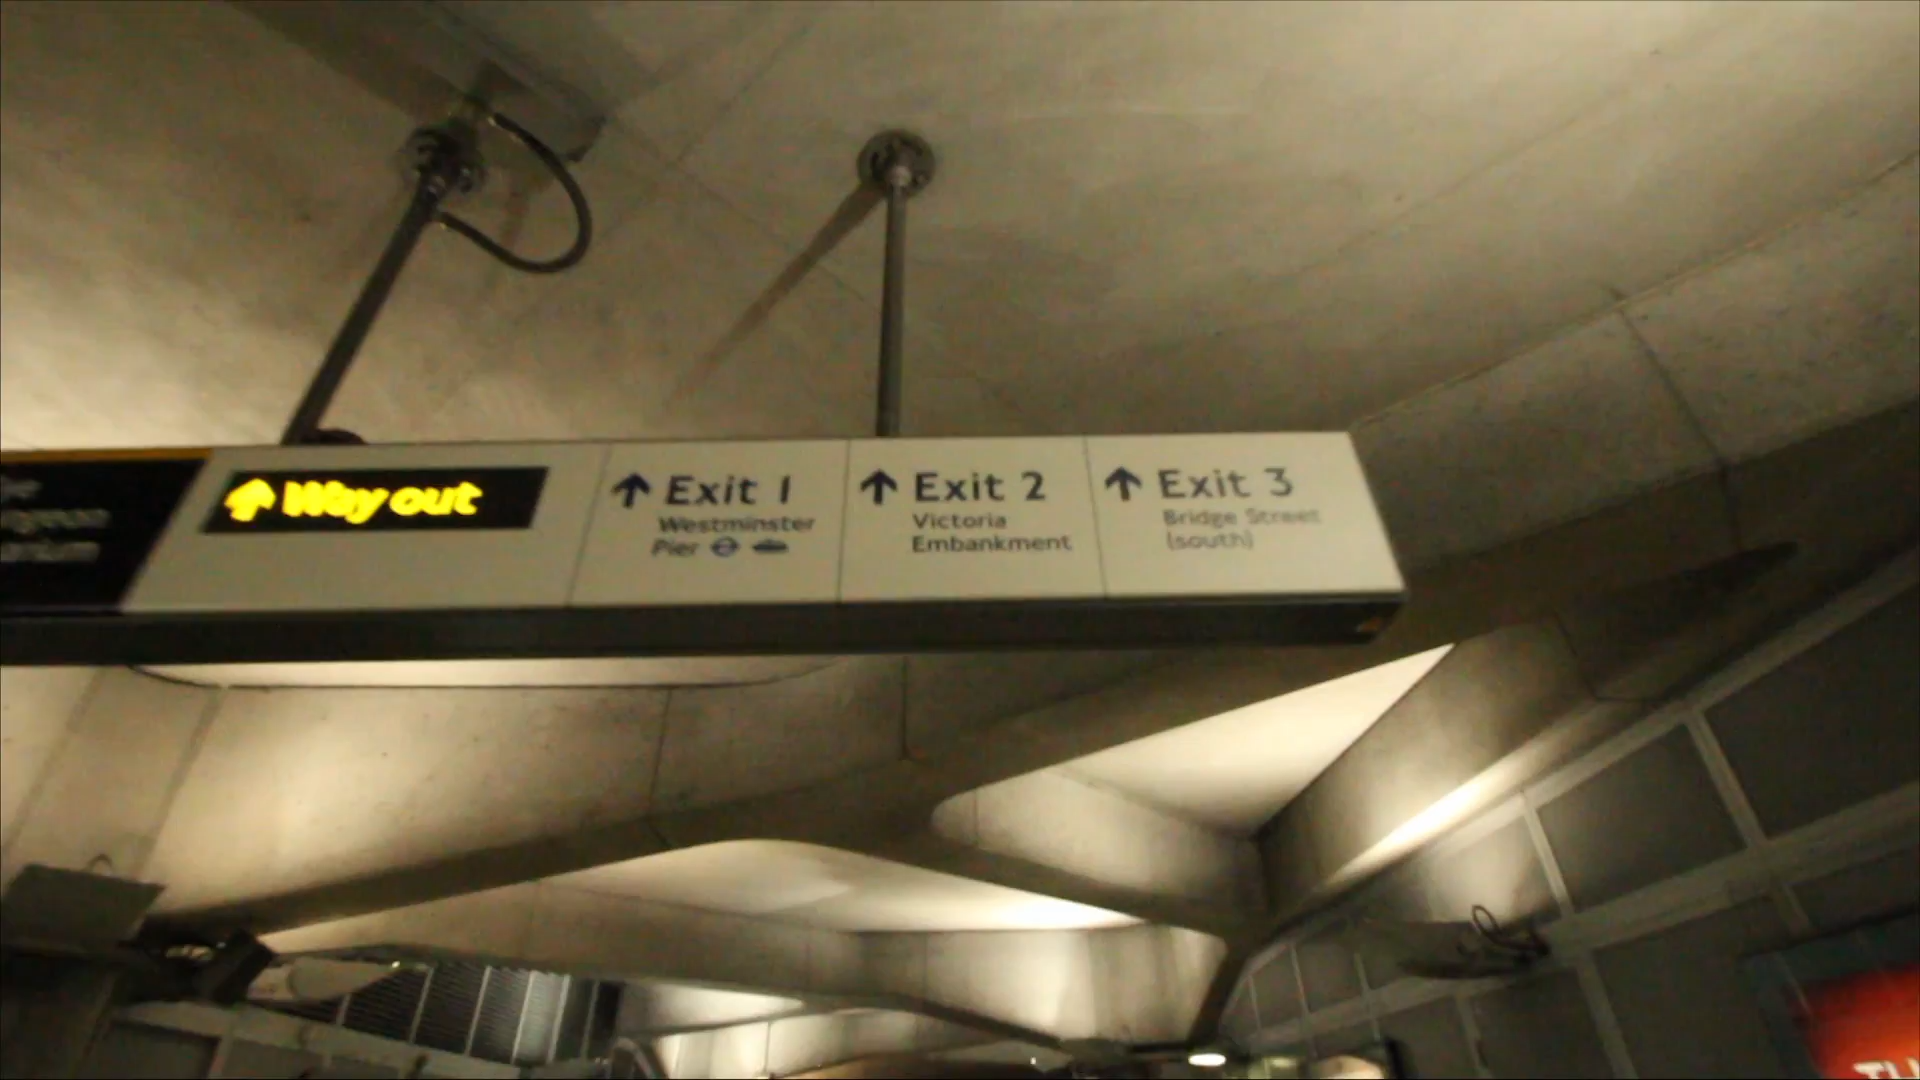 Way out
Exit 1
Westminster
Pier
Exit 2
Victoria
Embankment
Exit 3
Bridge Street
(south)